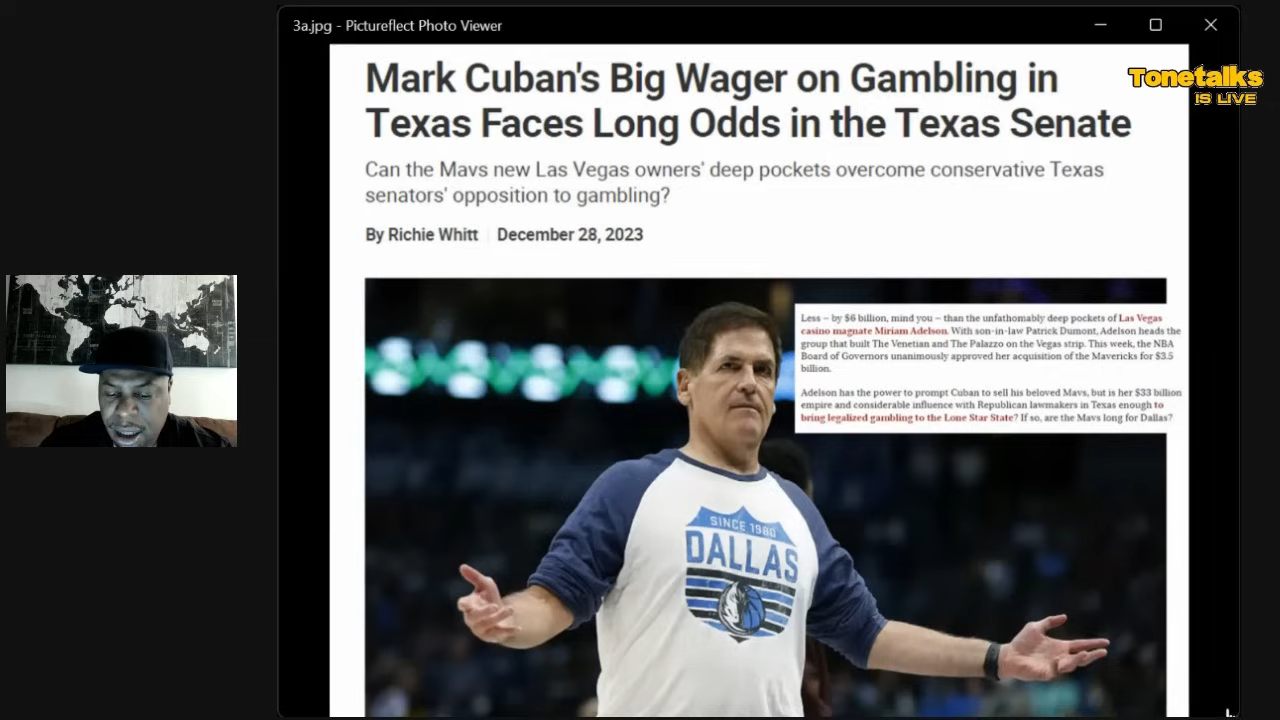 3a.jpg - Pictureflect Photo Viewer
Mark Cuban's Big Wager on Gambling in
Texas Faces Long Odds in the Texas Senate
Can the Mavs new Las Vegas owners' deep pockets overcome conservative Texas
senators' opposition to gambling?
By Richie Whitt | December 28, 2023
Tonetalks
IS LIVE
Less – by $6 billion, mind you – than the unfathomably deep pockets of Las Vegas
casino magnate Miriam Adelson. With son-in-law Patrick Dumont, Adelson heads the
group that built The Venetian and The Palazzo on the Vegas strip. This week, the NBA
Board of Governors unanimously approved her acquisition of the Mavericks for $3.5
billion.
Adelson has the power to prompt Cuban to sell his beloved Mavs, but is her $33 billion
empire and considerable influence with Republican lawmakers in Texas enough to
bring legalized gambling to the Lone Star State? If so, are the Mavs long for Dallas?
SINCE 1980
DALLAS